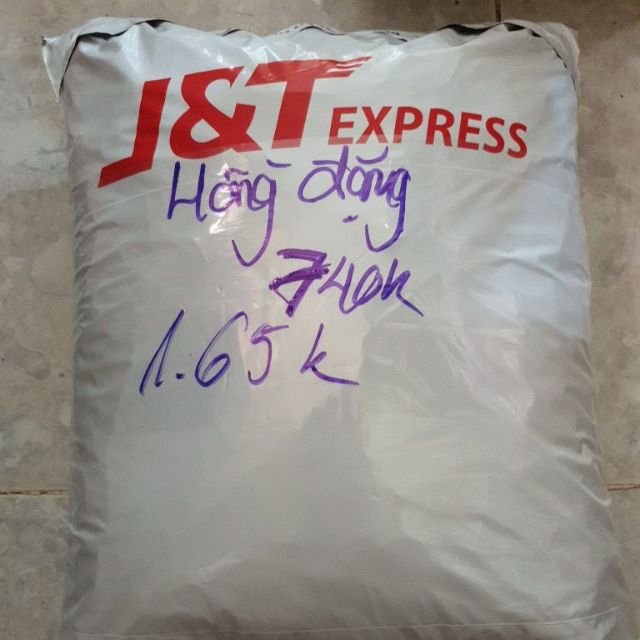 J&T EXPRESS
Hồng đặng
740k
1.65 k